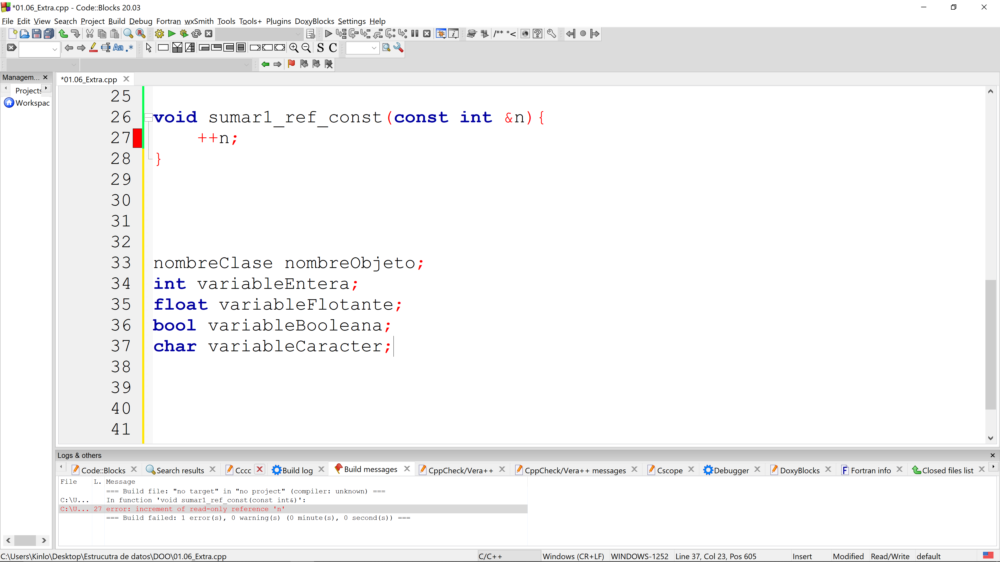 *01.06_Extra.cpp - Code::Blocks 20.03
File Edit View Search Project Build Debug Fortran wxSmith Tools Tools+ Plugins DoxyBlocks Settings Help
/** *<
Aa .* S C
Managem...
*01.06_Extra.cpp
Projects
Workspac
25
26 void sumar1_ref_const(const int &n){
27 ++n;
28 }
29
30
31
32
33 nombreClase nombreObjeto;
34 int variableEntera;
35 float variableFlotante;
36 bool variableBooleana;
37 char variableCaracter;
38
39
40
41
Logs & others
Code::Blocks Search results Cccc Build log Build messages CppCheck/Vera++ CppCheck/Vera++ messages Cscope Debugger DoxyBlocks Fortran info Closed files list
File L. Message
=== Build file: "no target" in "no project" (compiler: unknown) ===
C:\U... In function 'void sumar1_ref_const(const int&)':
C:\U... 27 error: increment of read-only reference 'n'
=== Build failed: 1 error(s), 0 warning(s) (0 minute(s), 0 second(s)) ===
C:\Users\Kinlo\Desktop\Estrucutra de datos\DOO\01.06_Extra.cpp C/C++ Windows (CR+LF) WINDOWS-1252 Line 37, Col 23, Pos 605 Insert Modified Read/Write default